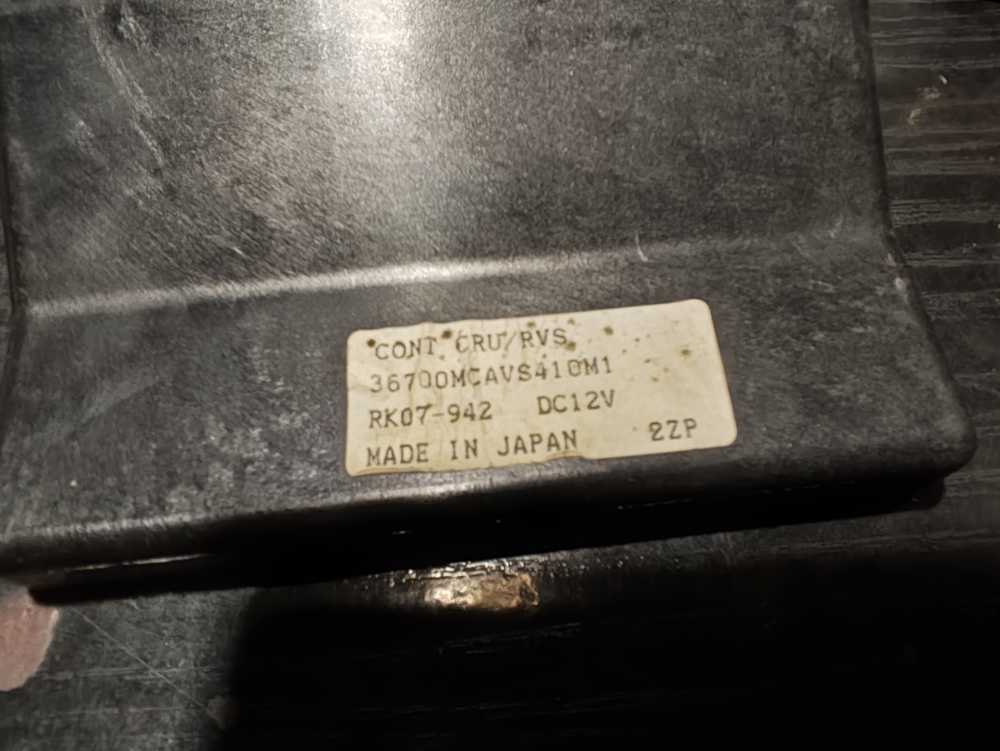 CONT CRU/RVS
36700MCAVS410M1
RK07-942 DC12V
MADE IN JAPAN 2ZP